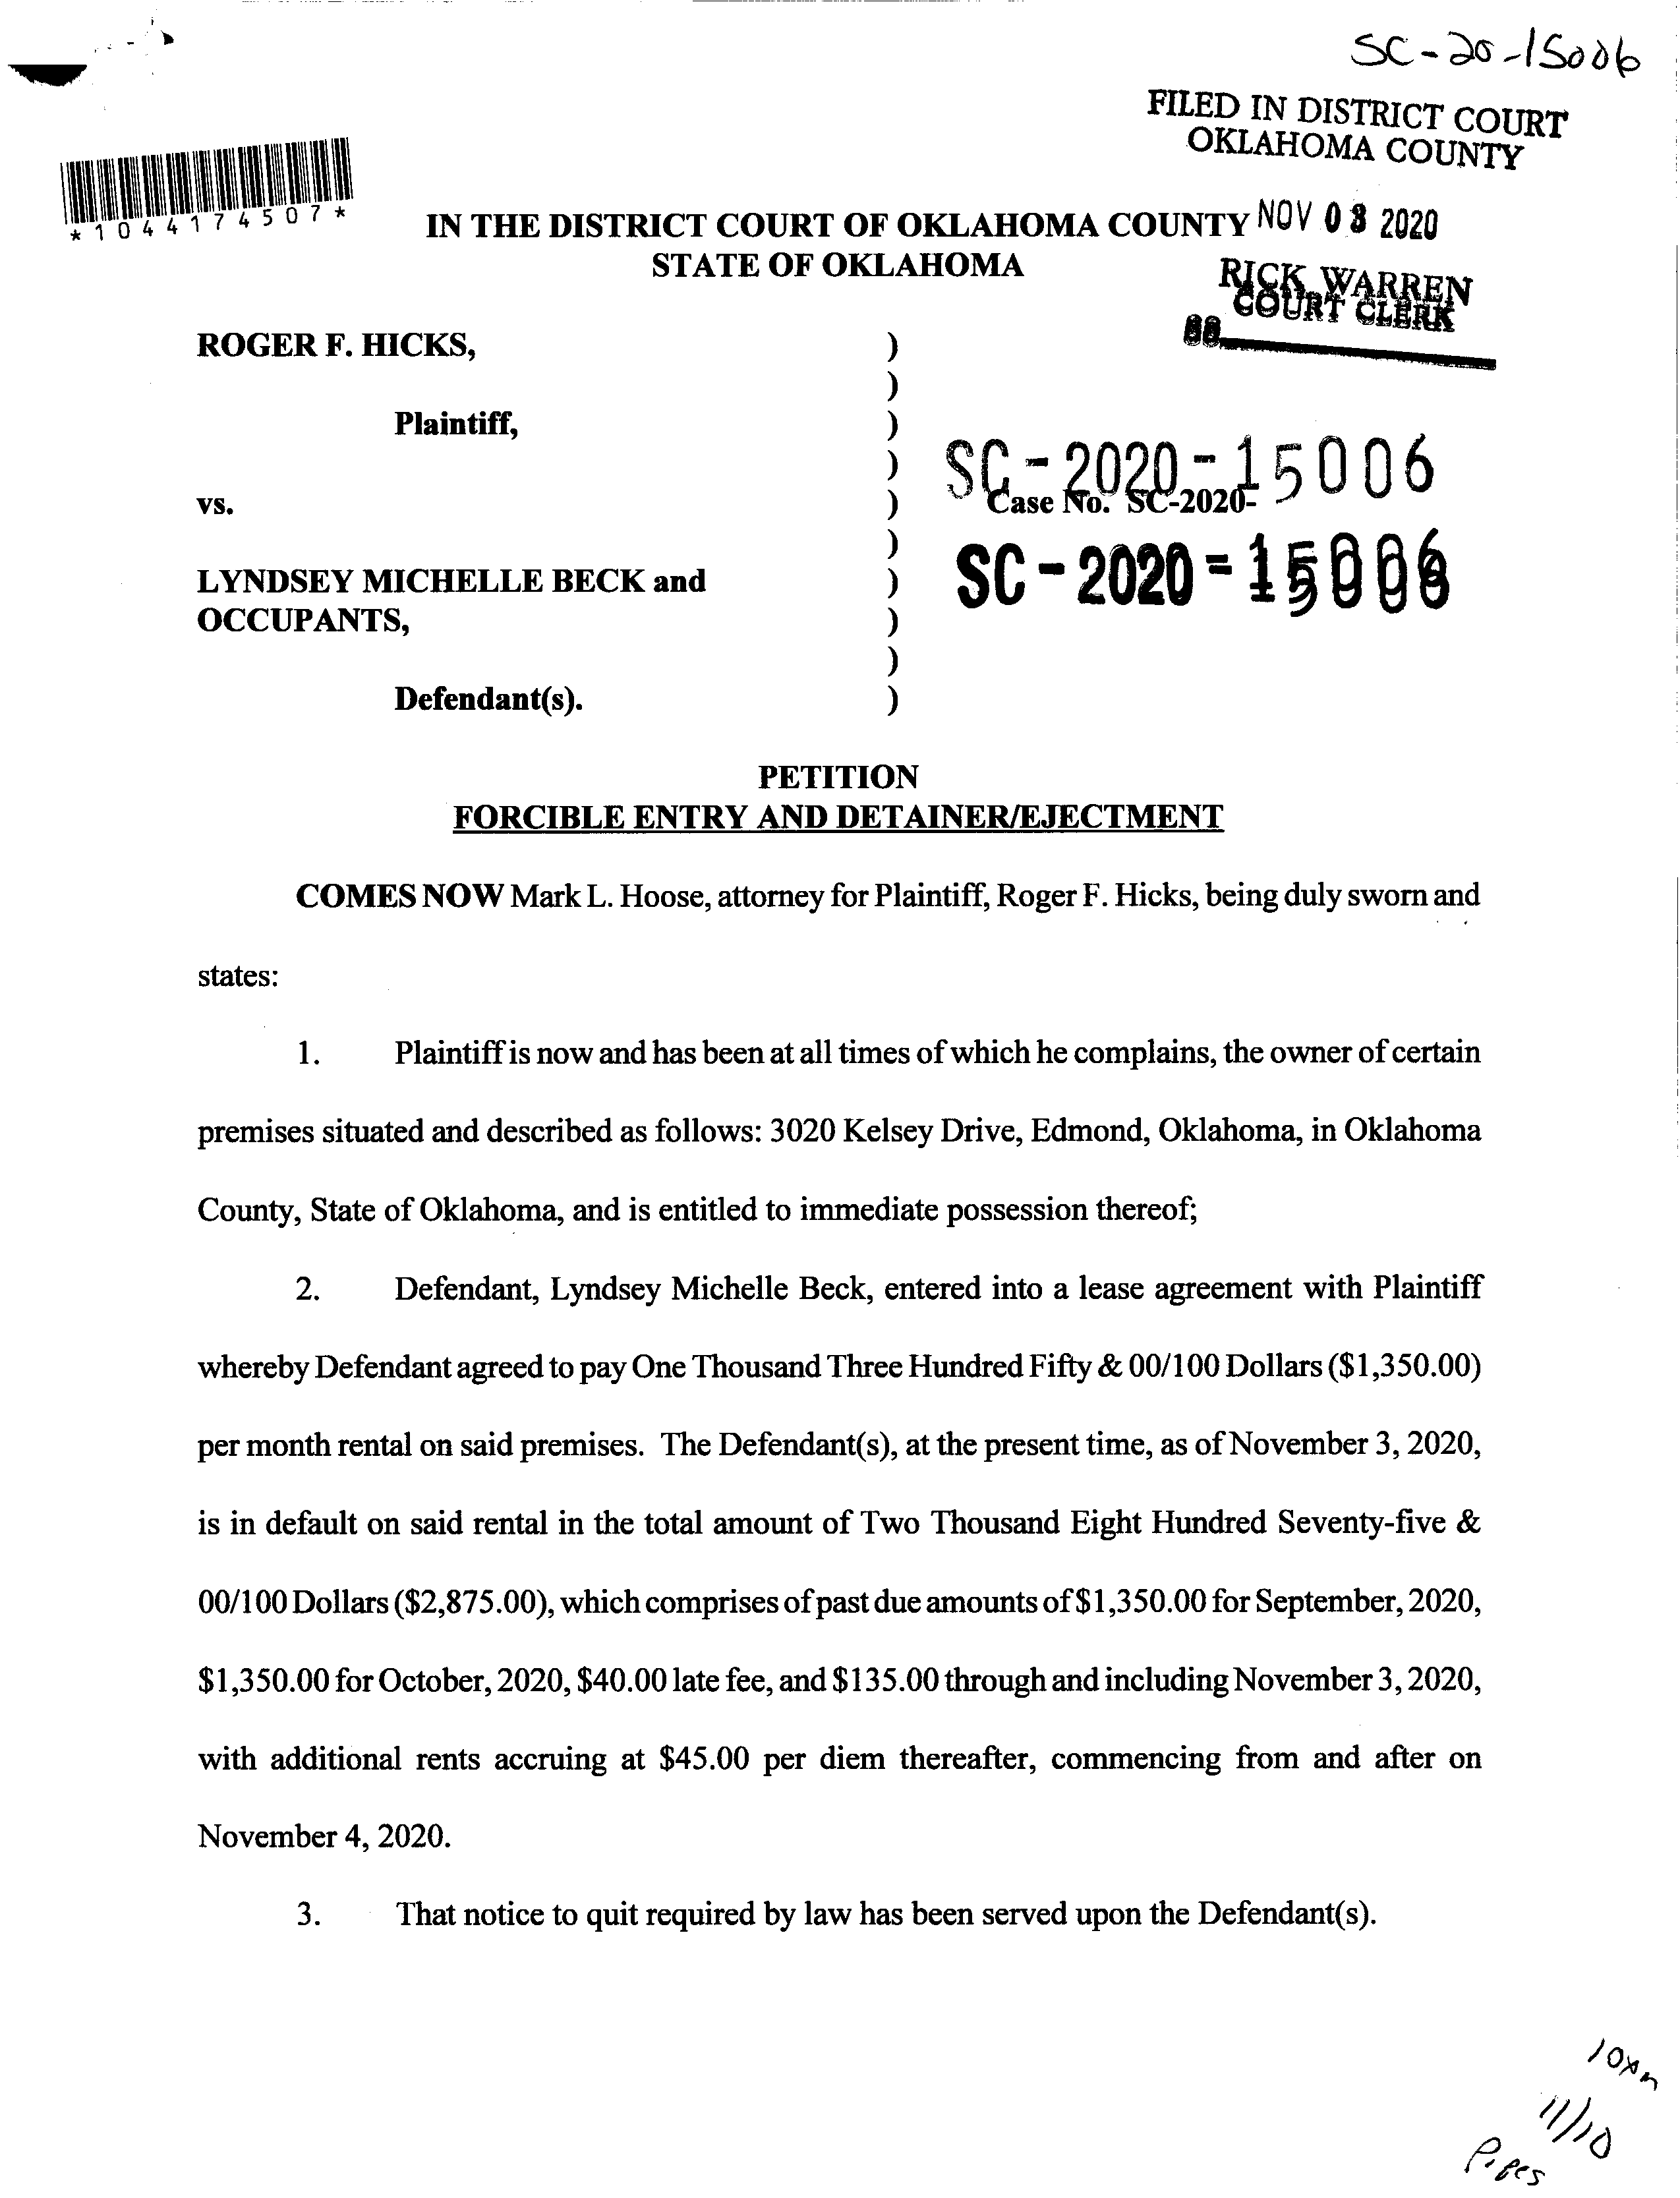 SC-20-15006
FILED IN DISTRICT COURT
OKLAHOMA COUNTY
*1044174507*
IN THE DISTRICT COURT OF OKLAHOMA COUNTY NOV 03 2020
STATE OF OKLAHOMA
RICK WARREN
COURT CLERK
ROGER F. HICKS, )
)
Plaintiff, )
)
SC-2020-15006
vs. ) Case No. SC-2020-
)
SC-2020-15006
LYNDSEY MICHELLE BECK and )
OCCUPANTS, )
)
Defendant(s). )
PETITION
FORCIBLE ENTRY AND DETAINER/EJECTMENT
COMES NOW Mark L. Hoose, attorney for Plaintiff, Roger F. Hicks, being duly sworn and
states:
1. Plaintiff is now and has been at all times of which he complains, the owner of certain
premises situated and described as follows: 3020 Kelsey Drive, Edmond, Oklahoma, in Oklahoma
County, State of Oklahoma, and is entitled to immediate possession thereof;
2. Defendant, Lyndsey Michelle Beck, entered into a lease agreement with Plaintiff
whereby Defendant agreed to pay One Thousand Three Hundred Fifty & 00/100 Dollars ($1,350.00)
per month rental on said premises. The Defendant(s), at the present time, as of November 3, 2020,
is in default on said rental in the total amount of Two Thousand Eight Hundred Seventy-five &
00/100 Dollars ($2,875.00), which comprises of past due amounts of $1,350.00 for September, 2020,
$1,350.00 for October, 2020, $40.00 late fee, and $135.00 through and including November 3, 2020,
with additional rents accruing at $45.00 per diem thereafter, commencing from and after on
November 4, 2020.
3. That notice to quit required by law has been served upon the Defendant(s).
11/10